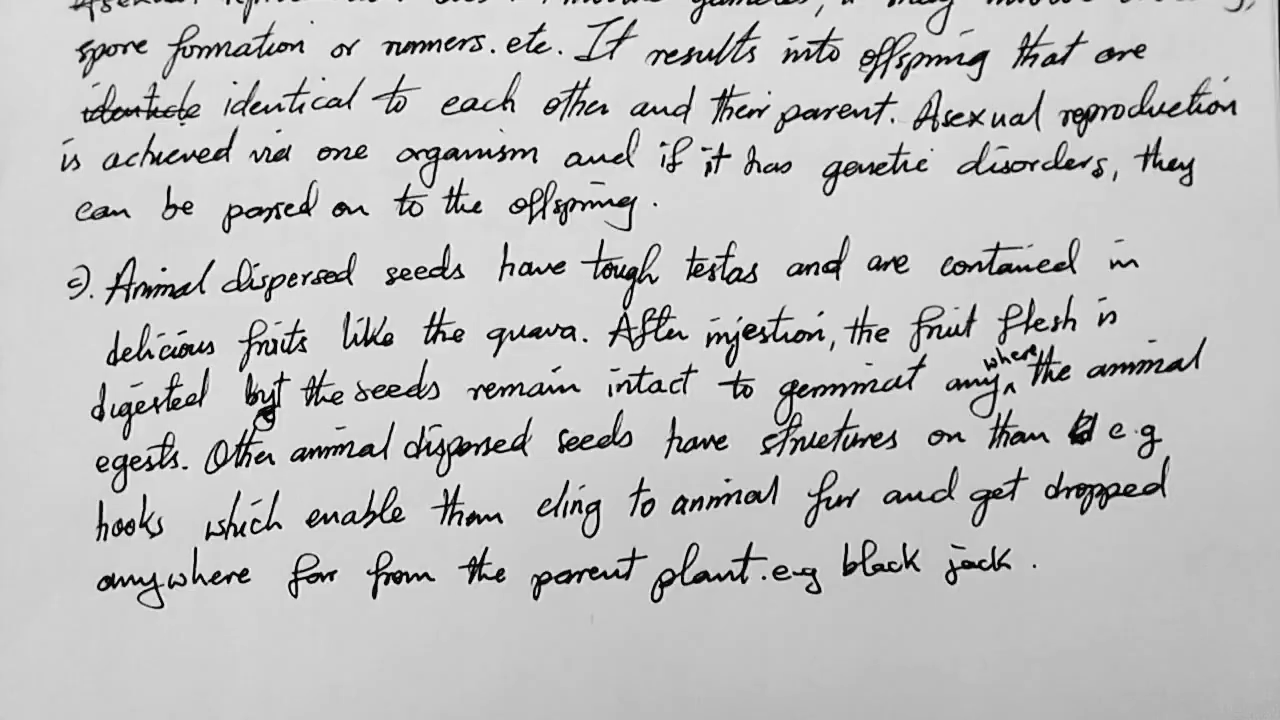 Asexual
spore formation or runners. etc. It results into offspring that are
identicle identical to each other and their parent. Asexual reproduction
is achieved via one organism and if it has genetic disorders, they
can be passed on to the offspring.
c). Animal dispersed seeds have tough testas and are contained in
delicious fruits like the guava. After injestion, the fruit flesh is
digested but the seeds remain intact to germinat anywhere the animal
egests. Other animal dispersed seeds have structures on them e.g
hooks which enable them cling to animal fur and get dropped
anywhere far from the parent plant. e.g black jack.